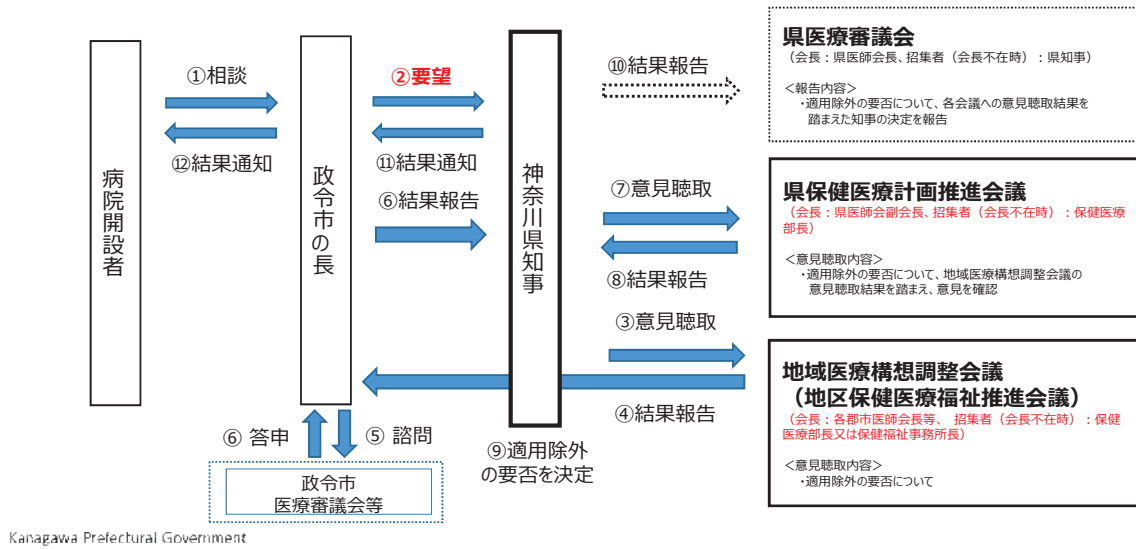 病院開設者
①相談
⑫結果通知
政令市の長
②要望
⑪結果通知
⑥結果報告
⑥ 答申
⑤ 諮問
政令市
医療審議会等
神奈川県知事
⑩結果報告
⑦意見聴取
⑧結果報告
③意見聴取
④結果報告
⑨適用除外
の要否を決定
県医療審議会
(会長:県医師会長、招集者(会長不在時):県知事)
<報告内容>
・適用除外の要否について、各会議への意見聴取結果を
踏まえた知事の決定を報告
県保健医療計画推進会議
(会長:県医師会副会長、招集者(会長不在時):保健医療
部長)
<意見聴取内容>
・適用除外の要否について、地域医療構想調整会議の
意見聴取結果を踏まえ、意見を確認
地域医療構想調整会議
(地区保健医療福祉推進会議)
(会長:各郡市医師会長等、 招集者(会長不在時):保健
医療部長又は保健福祉事務所長)
<意見聴取内容>
・適用除外の要否について
Kanagawa Prefectural Government